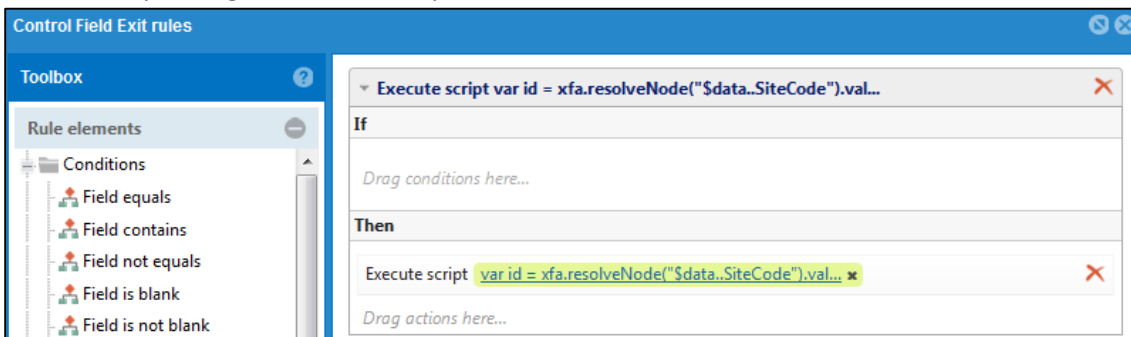 Control Field Exit rules
Toolbox
Rule elements
Conditions
Field equals
Field contains
Field not equals
Field is blank
Field is not blank
Execute script var id = xfa.resolveNode("$data..SiteCode").val...
If
Drag conditions here...
Then
Execute script var id = xfa.resolveNode("$data..SiteCode").val...
Drag actions here...